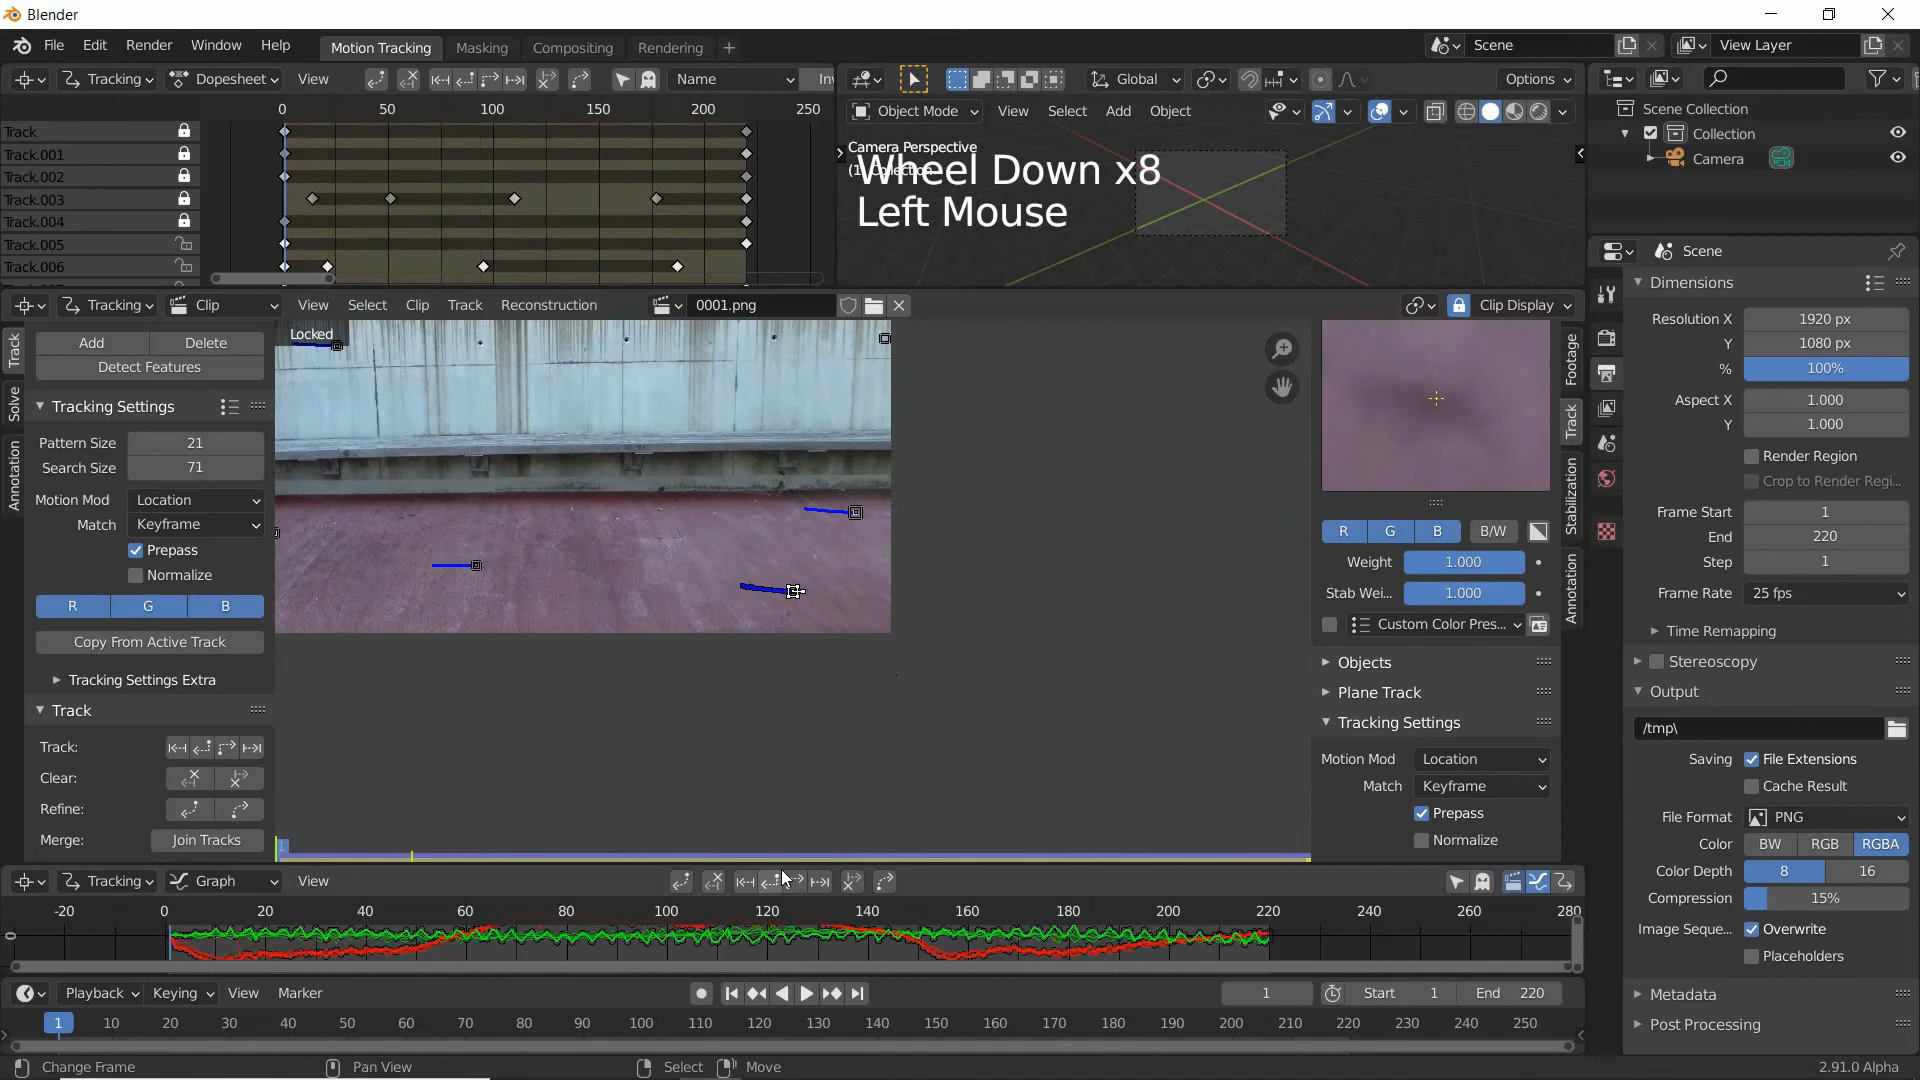 Blender
File Edit Render Window Help Motion Tracking Masking Compositing Rendering Scene View Layer
Tracking Dopesheet View Name Inv Global Options
0 50 100 150 200 250
Object Mode View Select Add Object
Scene Collection
Collection
Camera
Track
Track.001
Track.002
Track.003
Track.004
Track.005
Track.006
Camera Perspective
Wheel Down x8
Left Mouse
Tracking Clip View Select Clip Track Reconstruction 0001.png Clip Display
Track
Solve
Annotation
Add Delete
Detect Features
Tracking Settings
Pattern Size 21
Search Size 71
Motion Mod Location
Match Keyframe
Prepass
Normalize
R G B
Copy From Active Track
Tracking Settings Extra
Track
Track:
Clear:
Refine:
Merge: Join Tracks
Locked
1
Footage
Track
Stabilization
Annotation
R G B B/W
Weight 1.000
Stab Wei... 1.000
Custom Color Pres...
Objects
Plane Track
Tracking Settings
Motion Mod Location
Match Keyframe
Prepass
Normalize
Scene
Dimensions
Resolution X 1920 px
Y 1080 px
% 100%
Aspect X 1.000
Y 1.000
Render Region
Crop to Render Regi...
Frame Start 1
End 220
Step 1
Frame Rate 25 fps
Time Remapping
Stereoscopy
Output
/tmp\
Saving File Extensions
Cache Result
File Format PNG
Color BW RGB RGBA
Color Depth 8 16
Compression 15%
Image Seque... Overwrite
Placeholders
Metadata
Post Processing
Tracking Graph View
-20 0 20 40 60 80 100 120 140 160 180 200 220 240 260 280
0
Playback Keying View Marker 1 Start 1 End 220
1 10 20 30 40 50 60 70 80 90 100 110 120 130 140 150 160 170 180 190 200 210 220 230 240 250
Change Frame Pan View Select Move 2.91.0 Alpha